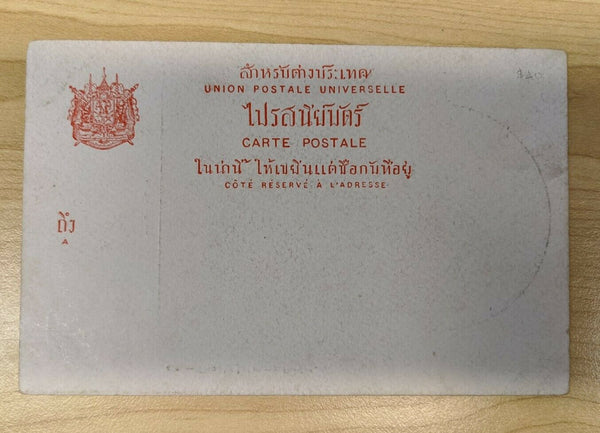 สำหรับต่างประเทศ
UNION POSTALE UNIVERSELLE
ไปรสนียบัตร์
CARTE POSTALE
ในน่านี้ ให้เขยีนแต่ชื่อกับที่อยู่
CÔTÉ RÉSERVÉ À L'ADRESSE
ถึง
A